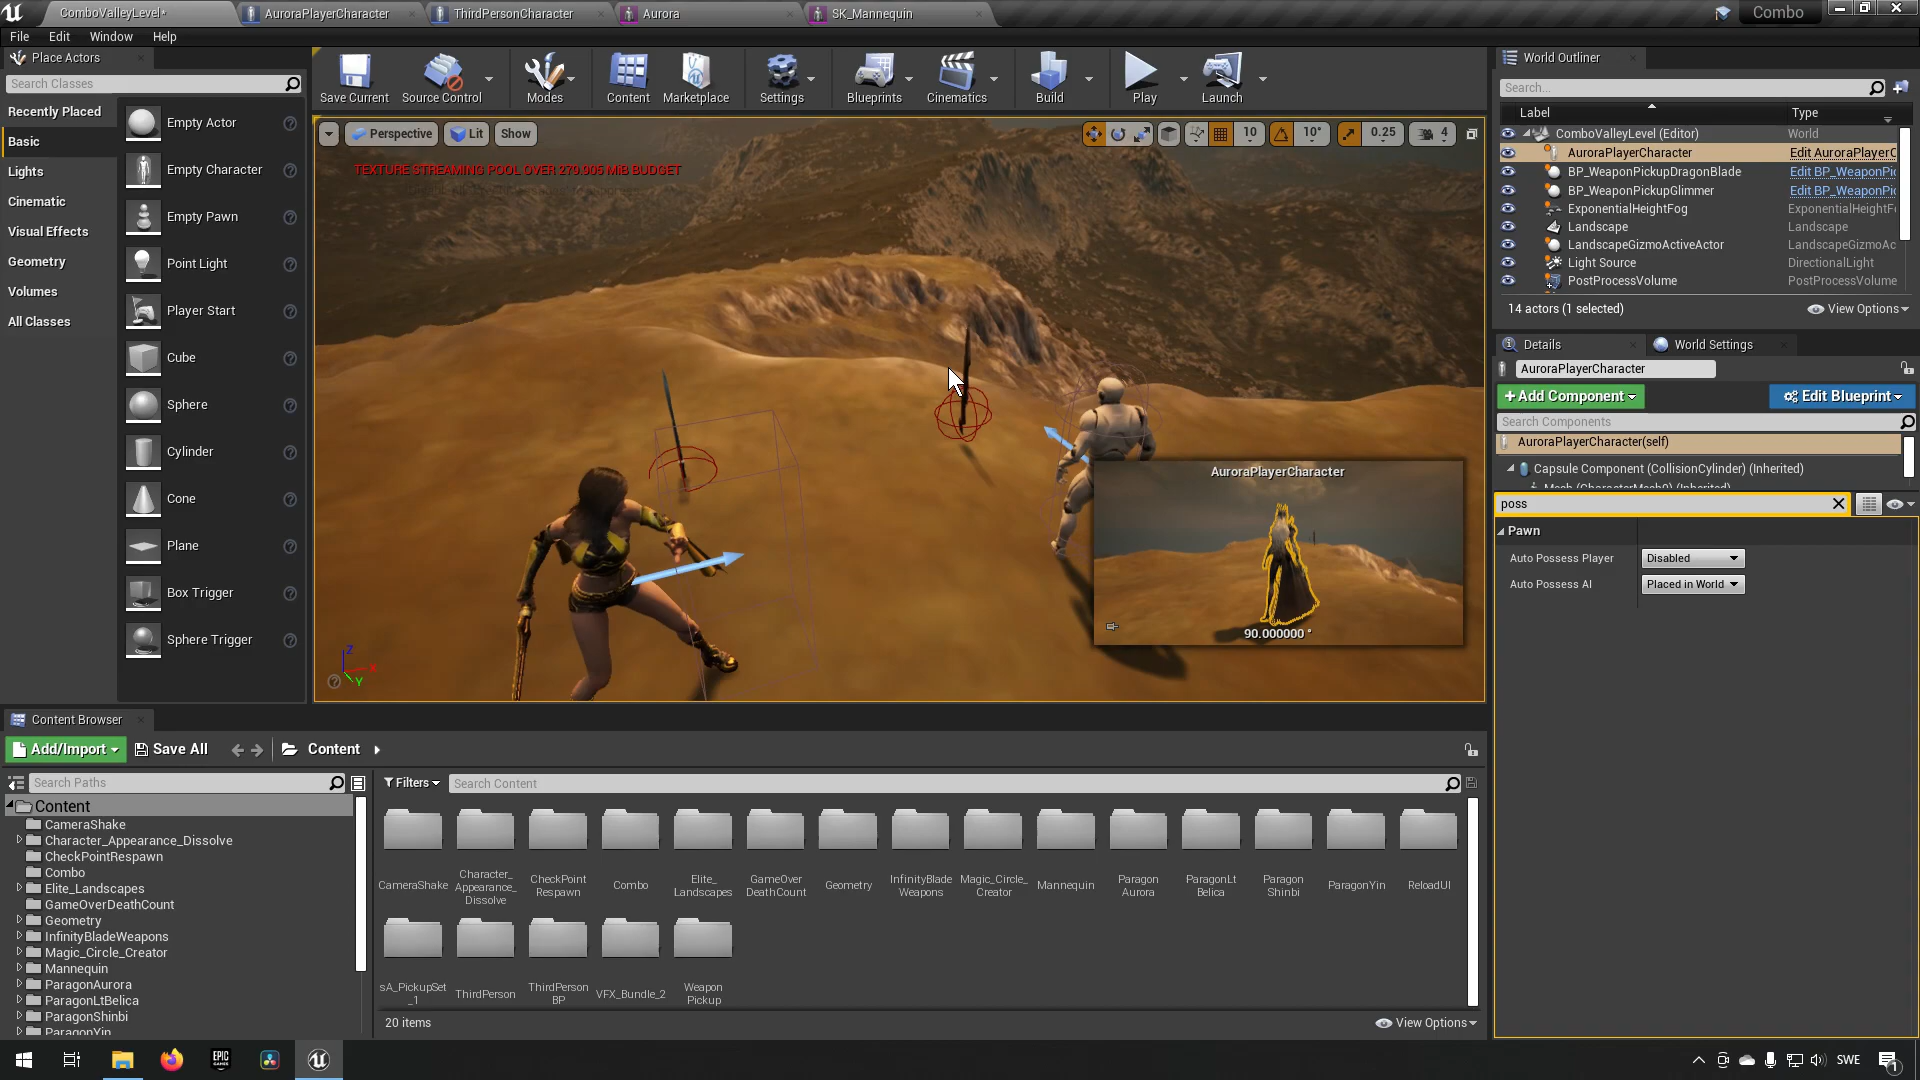 ComboValleyLevel*
AuroraPlayerCharacter
ThirdPersonCharacter
Aurora
SK_Mannequin
Combo
File
Edit
Window
Help
Place Actors
Search Classes
Recently Placed
Basic
Lights
Cinematic
Visual Effects
Geometry
Volumes
All Classes
Empty Actor
Empty Character
Empty Pawn
Point Light
Player Start
Cube
Sphere
Cylinder
Cone
Plane
Box Trigger
Sphere Trigger
Save Current
Source Control
Modes
Content
Marketplace
Settings
Blueprints
Cinematics
Build
Play
Launch
Perspective
Lit
Show
10
10°
0.25
4
TEXTURE STREAMING POOL OVER 279.005 MiB BUDGET
AuroraPlayerCharacter
90.000000 °
Z
X
Y
World Outliner
Search...
Label
Type
ComboValleyLevel (Editor)
World
AuroraPlayerCharacter
Edit AuroraPlayerC
BP_WeaponPickupDragonBlade
Edit BP_WeaponPic
BP_WeaponPickupGlimmer
Edit BP_WeaponPic
ExponentialHeightFog
ExponentialHeightF
Landscape
Landscape
LandscapeGizmoActiveActor
LandscapeGizmoAc
Light Source
DirectionalLight
PostProcessVolume
PostProcessVolume
14 actors (1 selected)
View Options
Details
World Settings
AuroraPlayerCharacter
+Add Component
Edit Blueprint
Search Components
AuroraPlayerCharacter(self)
Capsule Component (CollisionCylinder) (Inherited)
Mesh (CharacterMesh0) (Inherited)
poss
Pawn
Auto Possess Player
Disabled
Auto Possess AI
Placed in World
Content Browser
Add/Import
Save All
Content
Search Paths
Filters
Search Content
Content
CameraShake
Character_Appearance_Dissolve
CheckPointRespawn
Combo
Elite_Landscapes
GameOverDeathCount
Geometry
InfinityBladeWeapons
Magic_Circle_Creator
Mannequin
ParagonAurora
ParagonLtBelica
ParagonShinbi
ParagonYin
CameraShake
Character_
Appearance_
Dissolve
CheckPoint
Respawn
Combo
Elite_
Landscapes
GameOver
DeathCount
Geometry
InfinityBlade
Weapons
Magic_Circle_
Creator
Mannequin
Paragon
Aurora
ParagonLt
Belica
Paragon
Shinbi
ParagonYin
ReloadUI
sA_PickupSet
_1
ThirdPerson
ThirdPerson
BP
VFX_Bundle_2
Weapon
Pickup
20 items
View Options
EPIC
GAMES
SWE
1